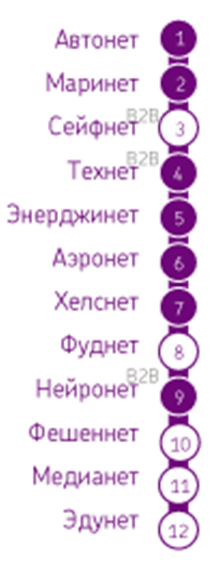 Автонет 1
Маринет 2
B2B
Сейфнет 3
B2B
Технет 4
Энерджинет 5
Аэронет 6
Хелснет 7
Фуднет 8
B2B
Нейронет 9
Фешеннет 10
Медианет 11
Эдунет 12